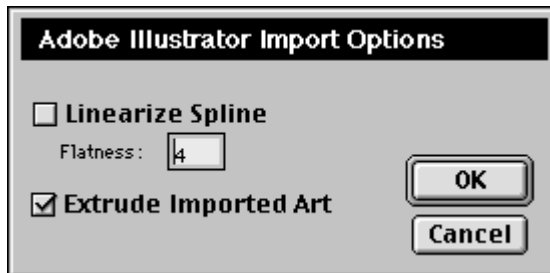 Adobe Illustrator Import Options
Linearize Spline
Flatness:
4
Extrude Imported Art
OK
Cancel